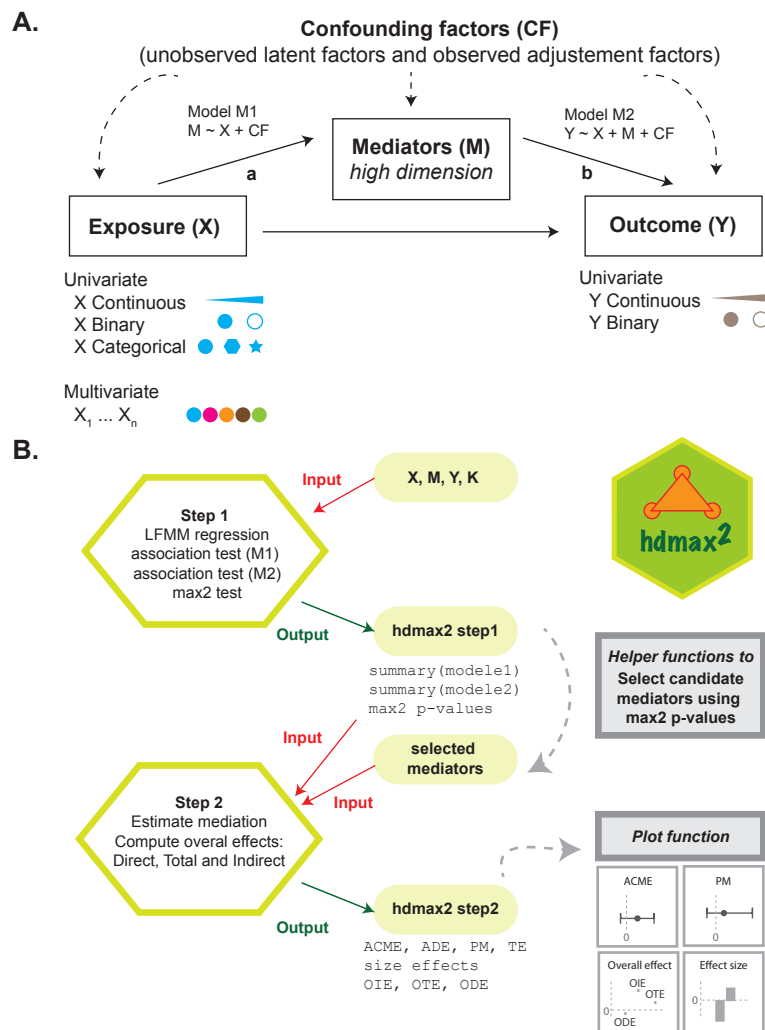 A.
Confounding factors (CF)
(unobserved latent factors and observed adjustement factors)
Model M1
M ~ X + CF
Model M2
Y ~ X + M + CF
Mediators (M)
high dimension
a
b
Exposure (X)
Outcome (Y)
Univariate
X Continuous
X Binary
X Categorical
Multivariate
X1 ... Xn
Univariate
Y Continuous
Y Binary
B.
Input
X, M, Y, K
Step 1
LFMM regression
association test (M1)
association test (M2)
max2 test
hdmax2
Output
hdmax2 step1
summary(modele1)
summary(modele2)
max2 p-values
Helper functions to
Select candidate
mediators using
max2 p-values
Input
selected
mediators
Input
Step 2
Estimate mediation
Compute overal effects:
Direct, Total and Indirect
Plot function
Output
hdmax2 step2
ACME, ADE, PM, TE
size effects
OIE, OTE, ODE
ACME
0
PM
0
Overall effect
OIE
OTE
0
ODE
Effect size
0